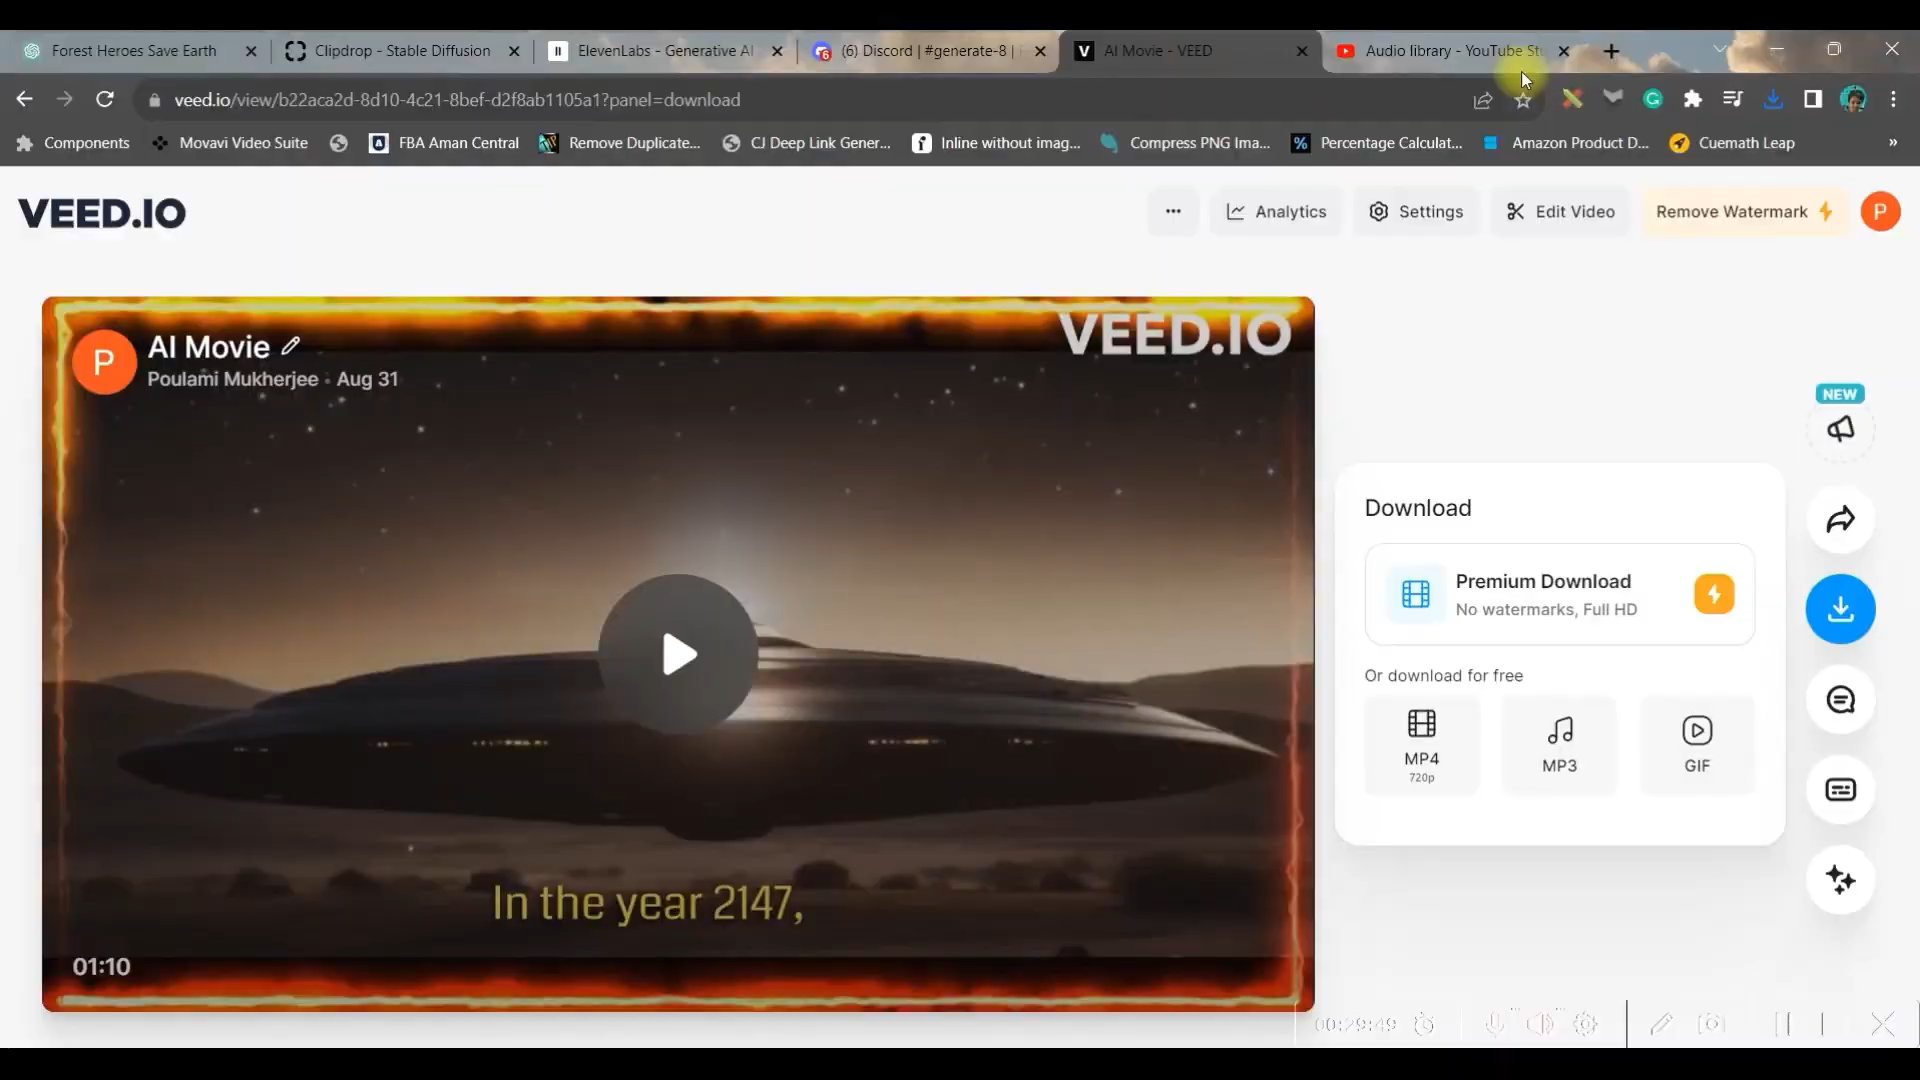 Forest Heroes Save Earth
Clipdrop - Stable Diffusion
ElevenLabs - Generative AI
(6) Discord | #generate-8 |
AI Movie - VEED
Audio library - YouTube St
veed.io/view/b22aca2d-8d10-4c21-8bef-d2f8ab1105a1?panel=download
Components
Movavi Video Suite
FBA Aman Central
Remove Duplicate...
CJ Deep Link Gener...
Inline without imag...
Compress PNG Ima...
Percentage Calculat...
Amazon Product D...
Cuemath Leap
»
VEED.IO
Analytics
Settings
Edit Video
Remove Watermark
P
P
AI Movie
Poulami Mukherjee · Aug 31
VEED.IO
In the year 2147,
01:10
Download
Premium Download
No watermarks, Full HD
Or download for free
MP4
720p
MP3
GIF
NEW
00:29:49